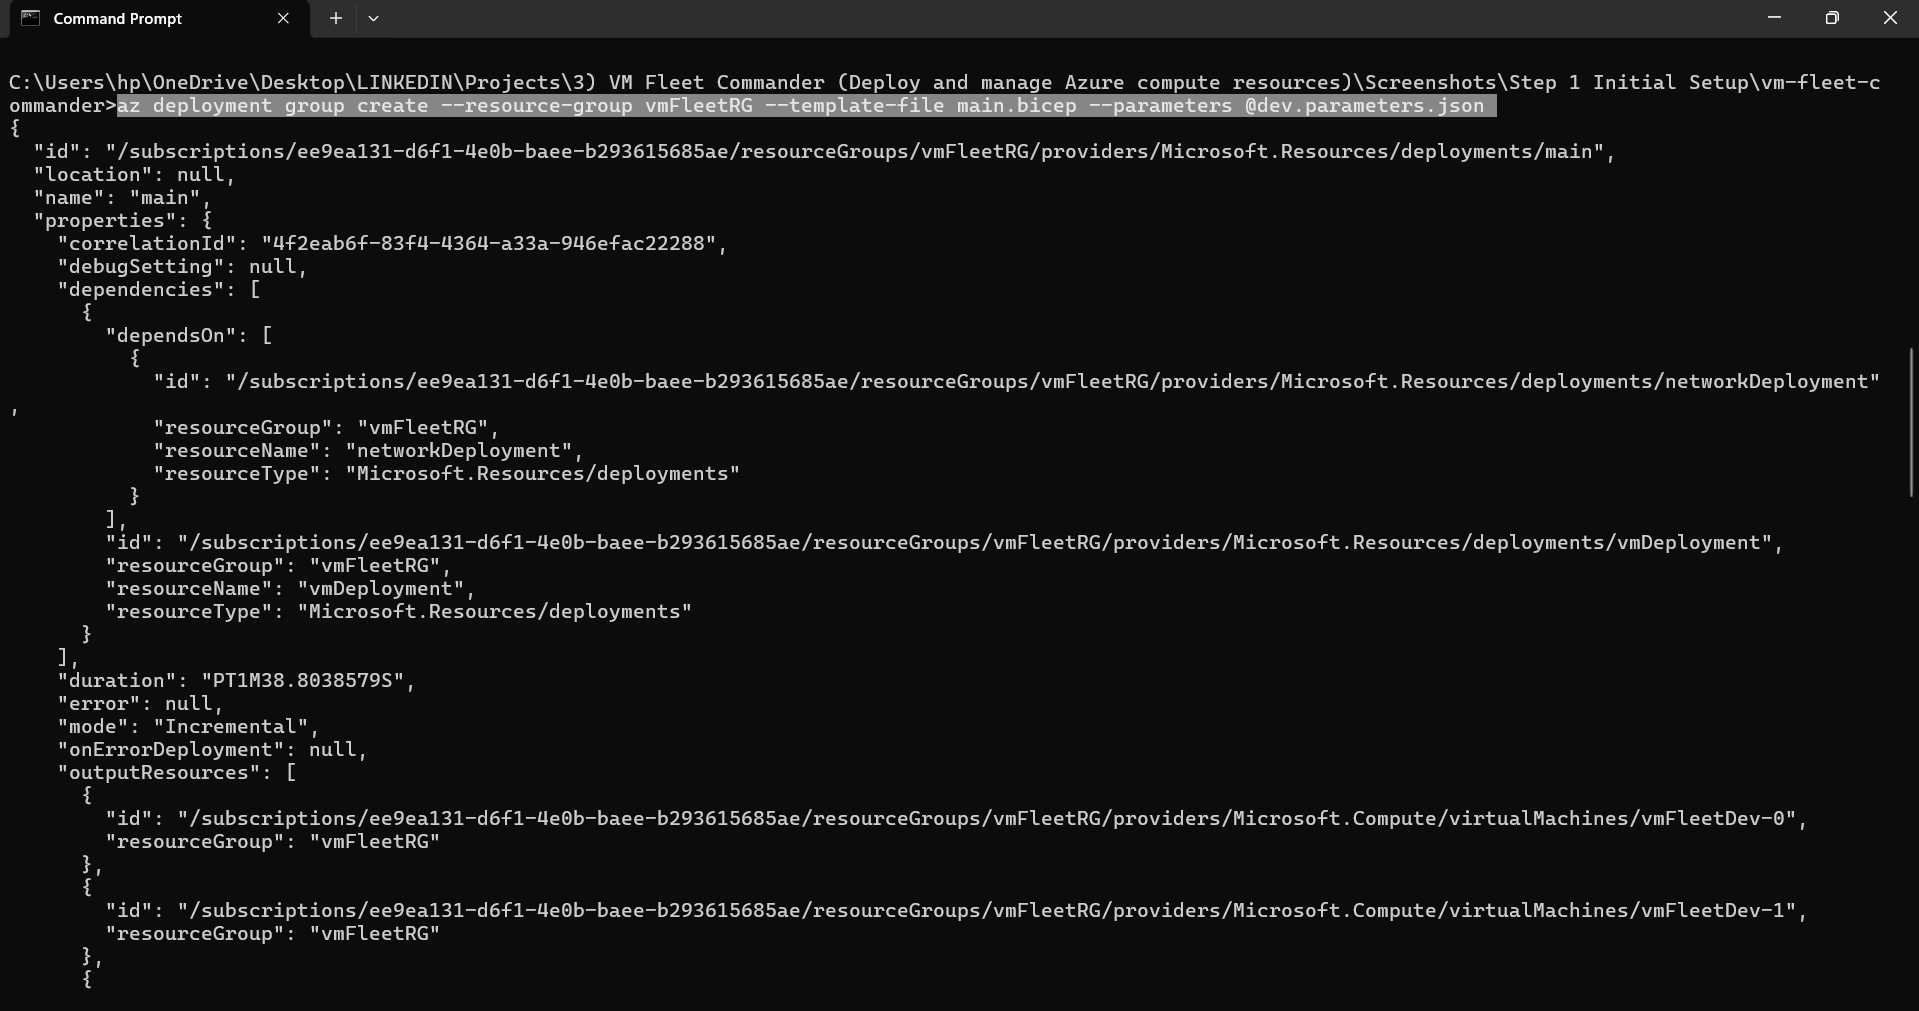 Command Prompt
C:\Users\hp\OneDrive\Desktop\LINKEDIN\Projects\3) VM Fleet Commander (Deploy and manage Azure compute resources)\Screenshots\Step 1 Initial Setup\vm-fleet-c
ommander>az deployment group create --resource-group vmFleetRG --template-file main.bicep --parameters @dev.parameters.json
{
  "id": "/subscriptions/ee9ea131-d6f1-4e0b-baee-b293615685ae/resourceGroups/vmFleetRG/providers/Microsoft.Resources/deployments/main",
  "location": null,
  "name": "main",
  "properties": {
    "correlationId": "4f2eab6f-83f4-4364-a33a-946efac22288",
    "debugSetting": null,
    "dependencies": [
      {
        "dependsOn": [
          {
            "id": "/subscriptions/ee9ea131-d6f1-4e0b-baee-b293615685ae/resourceGroups/vmFleetRG/providers/Microsoft.Resources/deployments/networkDeployment"
,
            "resourceGroup": "vmFleetRG",
            "resourceName": "networkDeployment",
            "resourceType": "Microsoft.Resources/deployments"
          }
        ],
        "id": "/subscriptions/ee9ea131-d6f1-4e0b-baee-b293615685ae/resourceGroups/vmFleetRG/providers/Microsoft.Resources/deployments/vmDeployment",
        "resourceGroup": "vmFleetRG",
        "resourceName": "vmDeployment",
        "resourceType": "Microsoft.Resources/deployments"
      }
    ],
    "duration": "PT1M38.8038579S",
    "error": null,
    "mode": "Incremental",
    "onErrorDeployment": null,
    "outputResources": [
      {
        "id": "/subscriptions/ee9ea131-d6f1-4e0b-baee-b293615685ae/resourceGroups/vmFleetRG/providers/Microsoft.Compute/virtualMachines/vmFleetDev-0",
        "resourceGroup": "vmFleetRG"
      },
      {
        "id": "/subscriptions/ee9ea131-d6f1-4e0b-baee-b293615685ae/resourceGroups/vmFleetRG/providers/Microsoft.Compute/virtualMachines/vmFleetDev-1",
        "resourceGroup": "vmFleetRG"
      },
      {